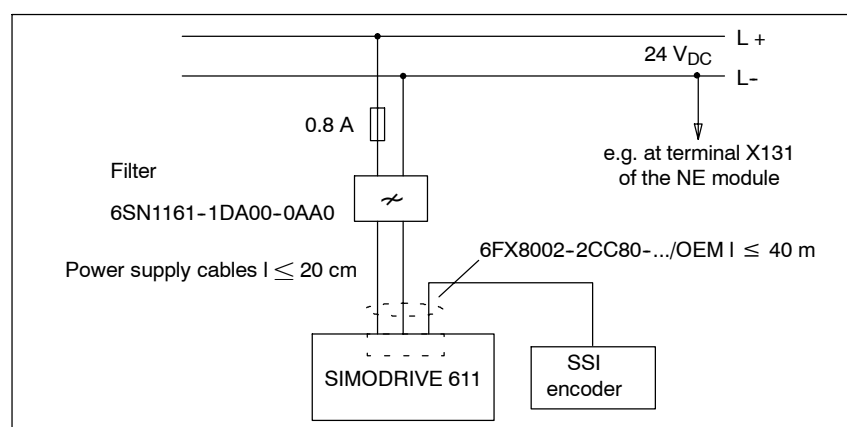 L +
24 VDC
L-
0.8 A
e.g. at terminal X131
of the NE module
Filter
6SN1161-1DA00-0AA0
6FX8002-2CC80-.../OEM l ≤ 40 m
Power supply cables l ≤ 20 cm
SIMODRIVE 611
SSI
encoder